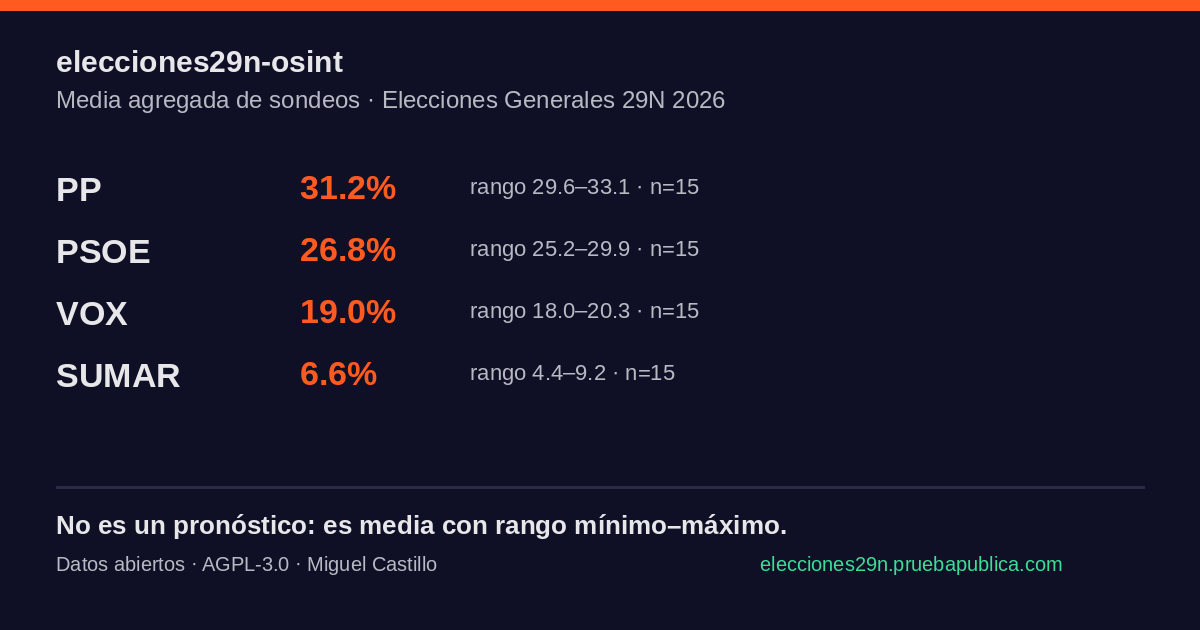 elecciones29n-osint
Media agregada de sondeos · Elecciones Generales 29N 2026
PP 31.2% rango 29.6–33.1 · n=15
PSOE 26.8% rango 25.2–29.9 · n=15
VOX 19.0% rango 18.0–20.3 · n=15
SUMAR 6.6% rango 4.4–9.2 · n=15
No es un pronóstico: es media con rango mínimo–máximo.
Datos abiertos · AGPL-3.0 · Miguel Castillo elecciones29n.pruebapublica.com